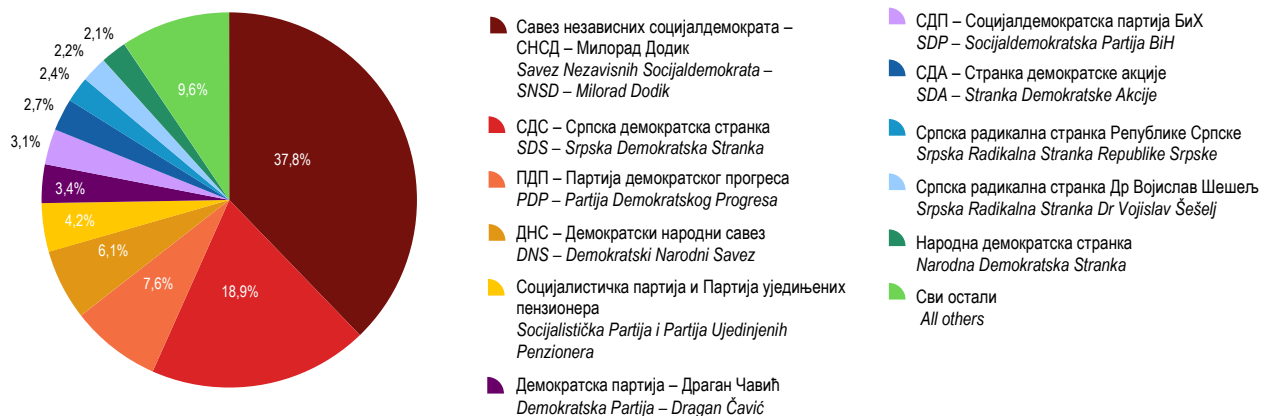 2,1%
2,2%
2,4%
2,7%
3,1%
3,4%
4,2%
6,1%
7,6%
18,9%
37,8%
9,6%
Савез независних социјалдемократа –
СНСД – Милорад Додик
Savez Nezavisnih Socijaldemokrata –
SNSD – Milorad Dodik
СДС – Српска демократска странка
SDS – Srpska Demokratska Stranka
ПДП – Партија демократског прогреса
PDP – Partija Demokratskog Progresa
ДНС – Демократски народни савез
DNS – Demokratski Narodni Savez
Социјалистичка партија и Партија уједињених
пензионера
Socijalistička Partija i Partija Ujedinjenih
Penzionera
Демократска партија – Драган Чавић
Demokratska Partija – Dragan Čavić
СДП – Социјалдемократска партија БиХ
SDP – Socijaldemokratska Partija BiH
СДА – Странка демократске акције
SDA – Stranka Demokratske Akcije
Српска радикална странка Републике Српске
Srpska Radikalna Stranka Republike Srpske
Српска радикална странка Др Војислав Шешељ
Srpska Radikalna Stranka Dr Vojislav Šešelj
Народна демократска странка
Narodna Demokratska Stranka
Сви остали
All others